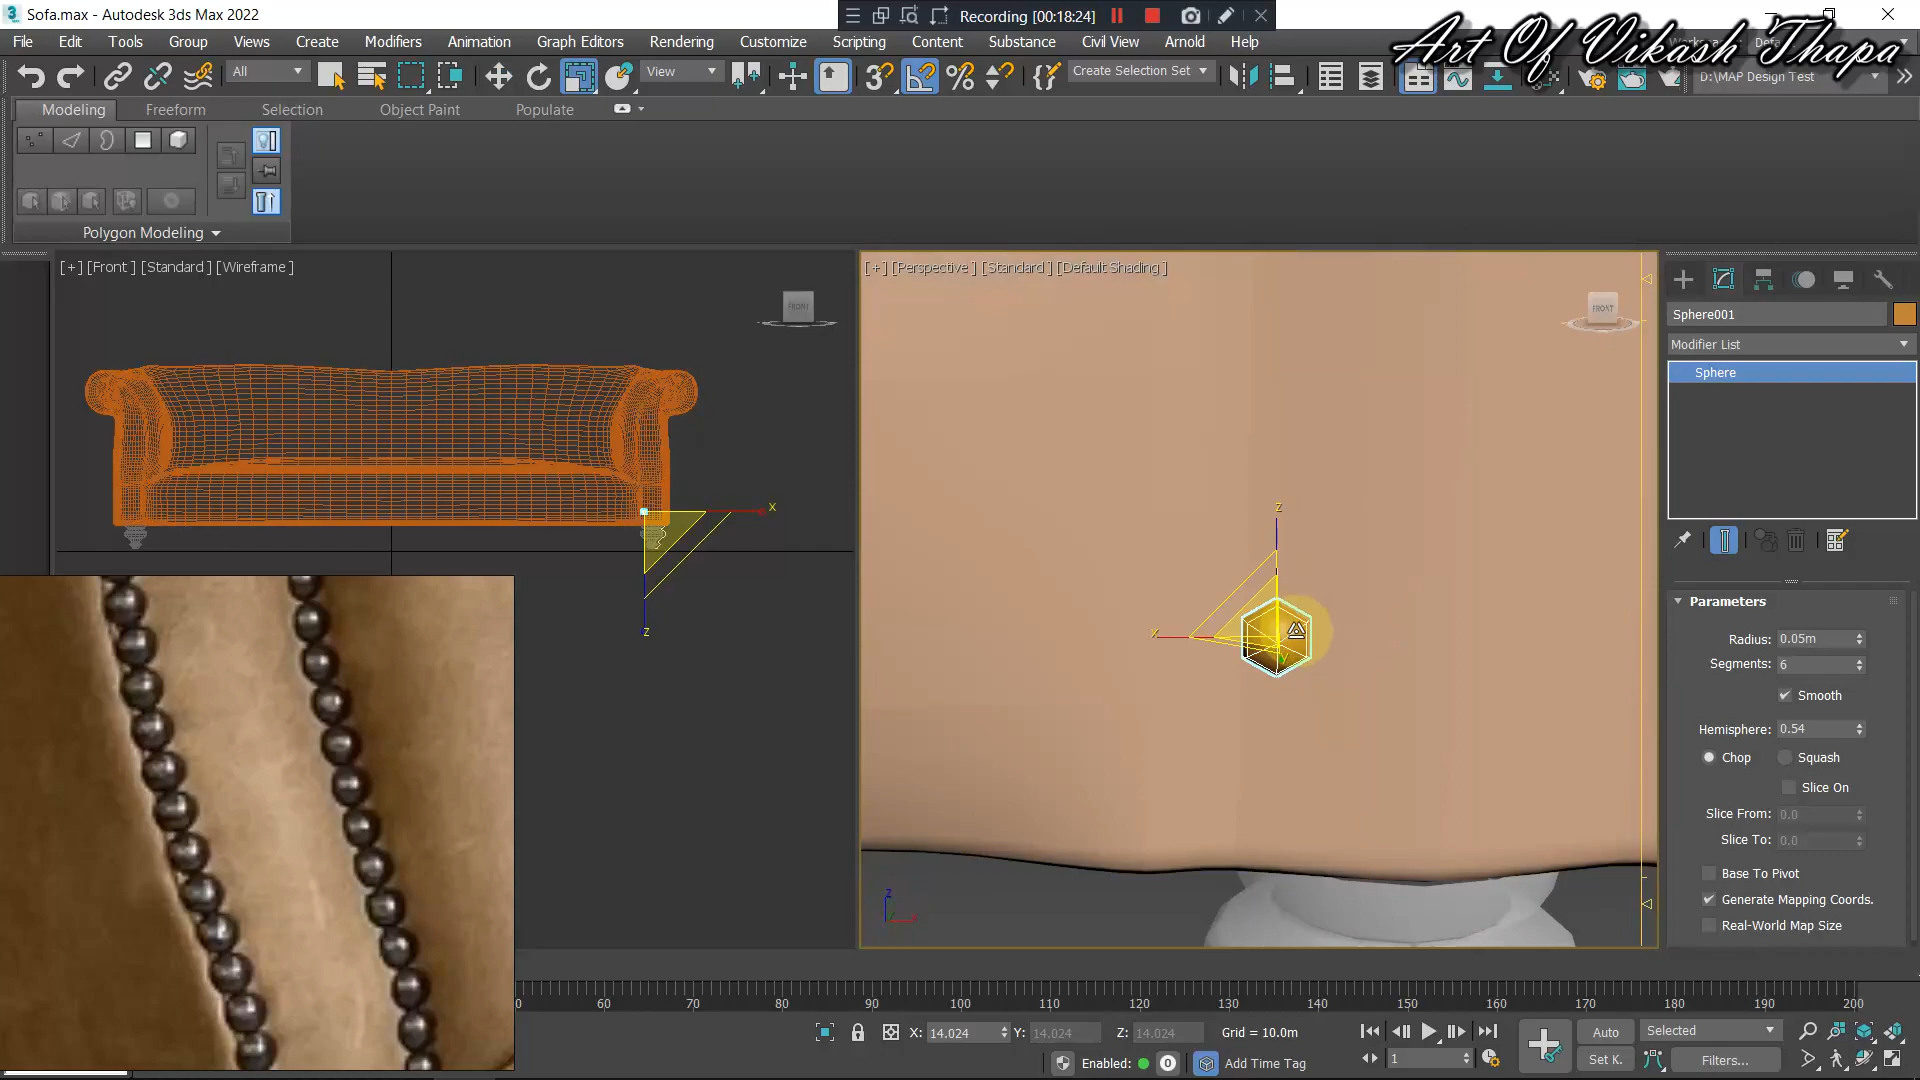 Sofa.max - Autodesk 3ds Max 2022
Recording [00:18:24]
Art Of Vikash Thapa
File Edit Tools Group Views Create Modifiers Animation Graph Editors Rendering Customize Scripting Content Substance Civil View Arnold Help
All
View
Create Selection Set
D:\MAP Design Test
Modeling Freeform Selection Object Paint Populate
Polygon Modeling
[+] [Front ] [Standard ] [Wireframe ]
FRONT
X
Z
[+] [Perspective ] [Standard ] [Default Shading ]
FRONT
Z
X
Y
Z
Sphere001
Modifier List
Sphere
Parameters
Radius: 0.05m
Segments: 6
Smooth
Hemisphere: 0.54
Chop Squash
Slice On
Slice From: 0.0
Slice To: 0.0
Base To Pivot
Generate Mapping Coords.
Real-World Map Size
0 60 70 80 90 100 110 120 130 140 150 160 170 180 190 200
X: 14.024 Y: 14.024 Z: 14.024 Grid = 10.0m
Auto Selected
Enabled: 0 Add Time Tag
1
Set K. Filters...